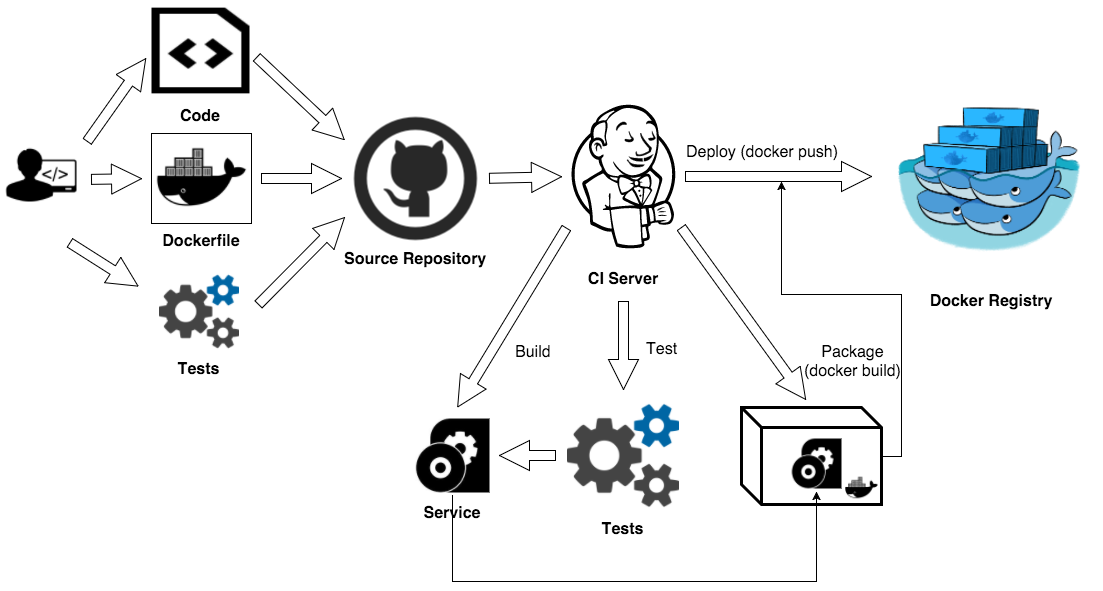 Code
</>
Dockerfile
Tests
Source Repository
CI Server
Deploy (docker push)
Docker Registry
Build
Test
Package
(docker build)
Service
Tests